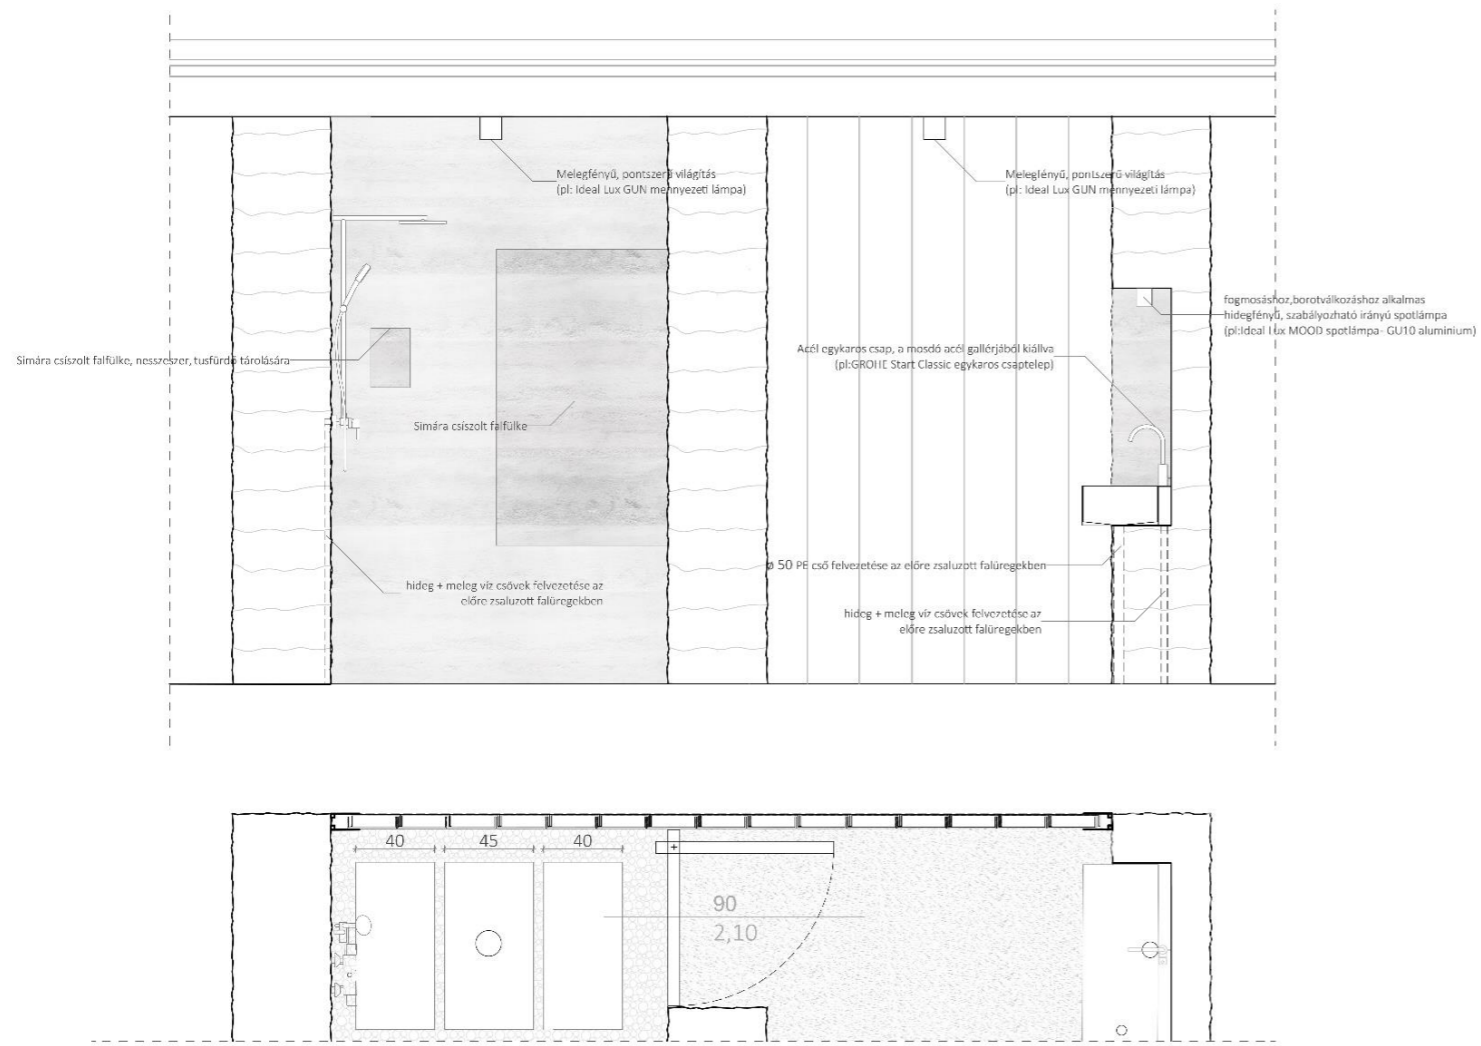 Melegfényű, pontszerű világítás
(pl: Ideal Lux GUN mennyezeti lámpa)
Melegfényű, pontszerű világítás
(pl: Ideal Lux GUN mennyezeti lámpa)
fogmosáshoz,borotválkozáshoz alkalmas
hidegfényű, szabályozható irányú spotlámpa
(pl:Ideal Lux MOOD spotlámpa- GU10 aluminium)
Simára csíszolt falfülke, nesszeszer, tusfürdő tárolására
Acél egykaros csap, a mosdó acél gallérjából kiállva
(pl:GROHE Start Classic egykaros csaptelep)
Simára csíszolt falfülke
ø 50 PE cső felvezetése az előre zsaluzott falüregekben
hideg + meleg víz csövek felvezetése az
előre zsaluzott falüregekben
hideg + meleg víz csövek felvezetése az
előre zsaluzott falüregekben
40
45
40
90
2,10